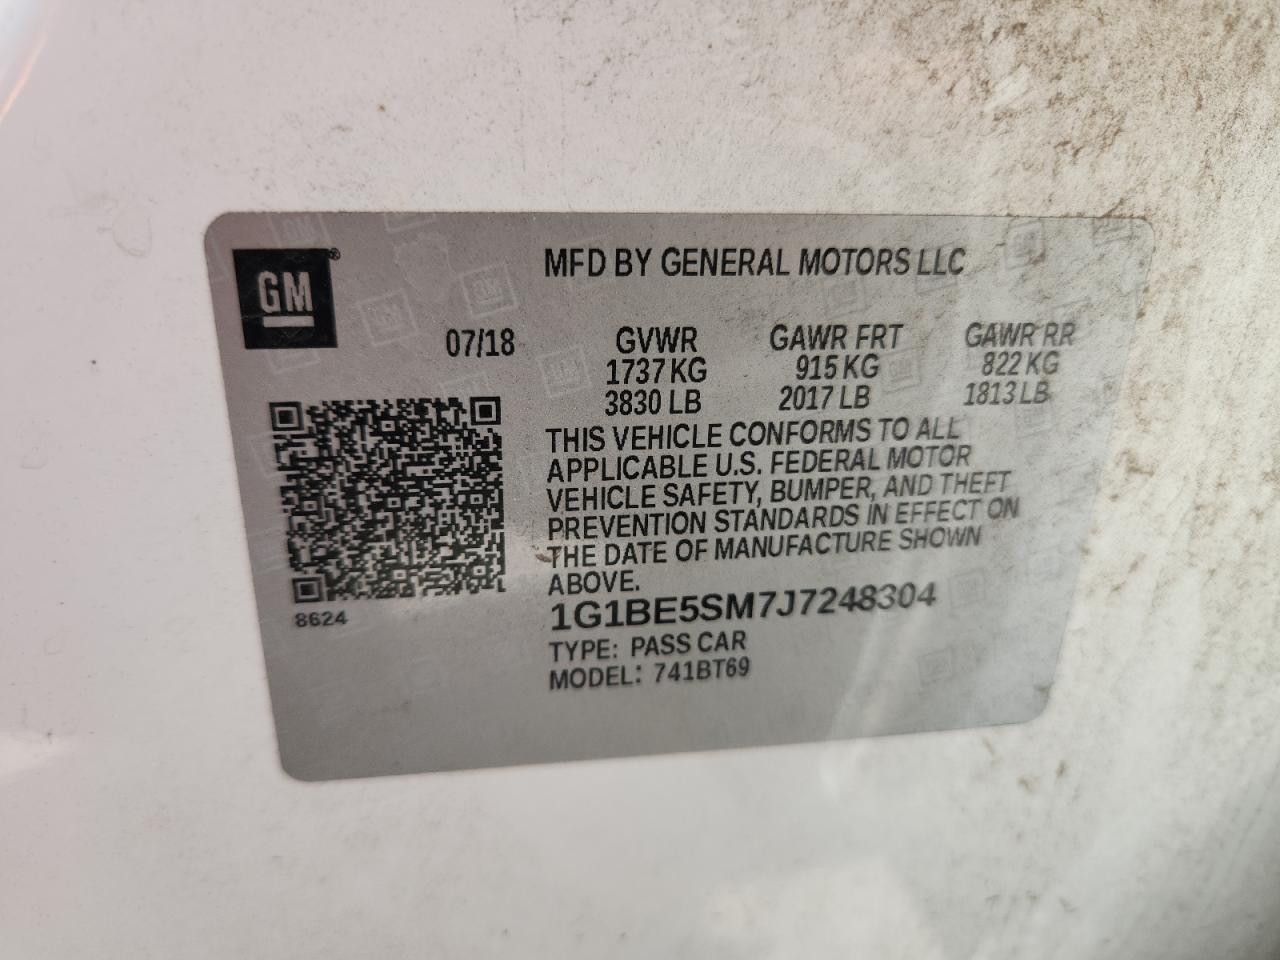 GM
MFD BY GENERAL MOTORS LLC
07/18
GVWR GAWR FRT GAWR RR
1737 KG 915 KG 822 KG
3830 LB 2017 LB 1813 LB
THIS VEHICLE CONFORMS TO ALL
APPLICABLE U.S. FEDERAL MOTOR
VEHICLE SAFETY, BUMPER, AND THEFT
PREVENTION STANDARDS IN EFFECT ON
THE DATE OF MANUFACTURE SHOWN
ABOVE.
8624
1G1BE5SM7J7248304
TYPE: PASS CAR
MODEL: 741BT69